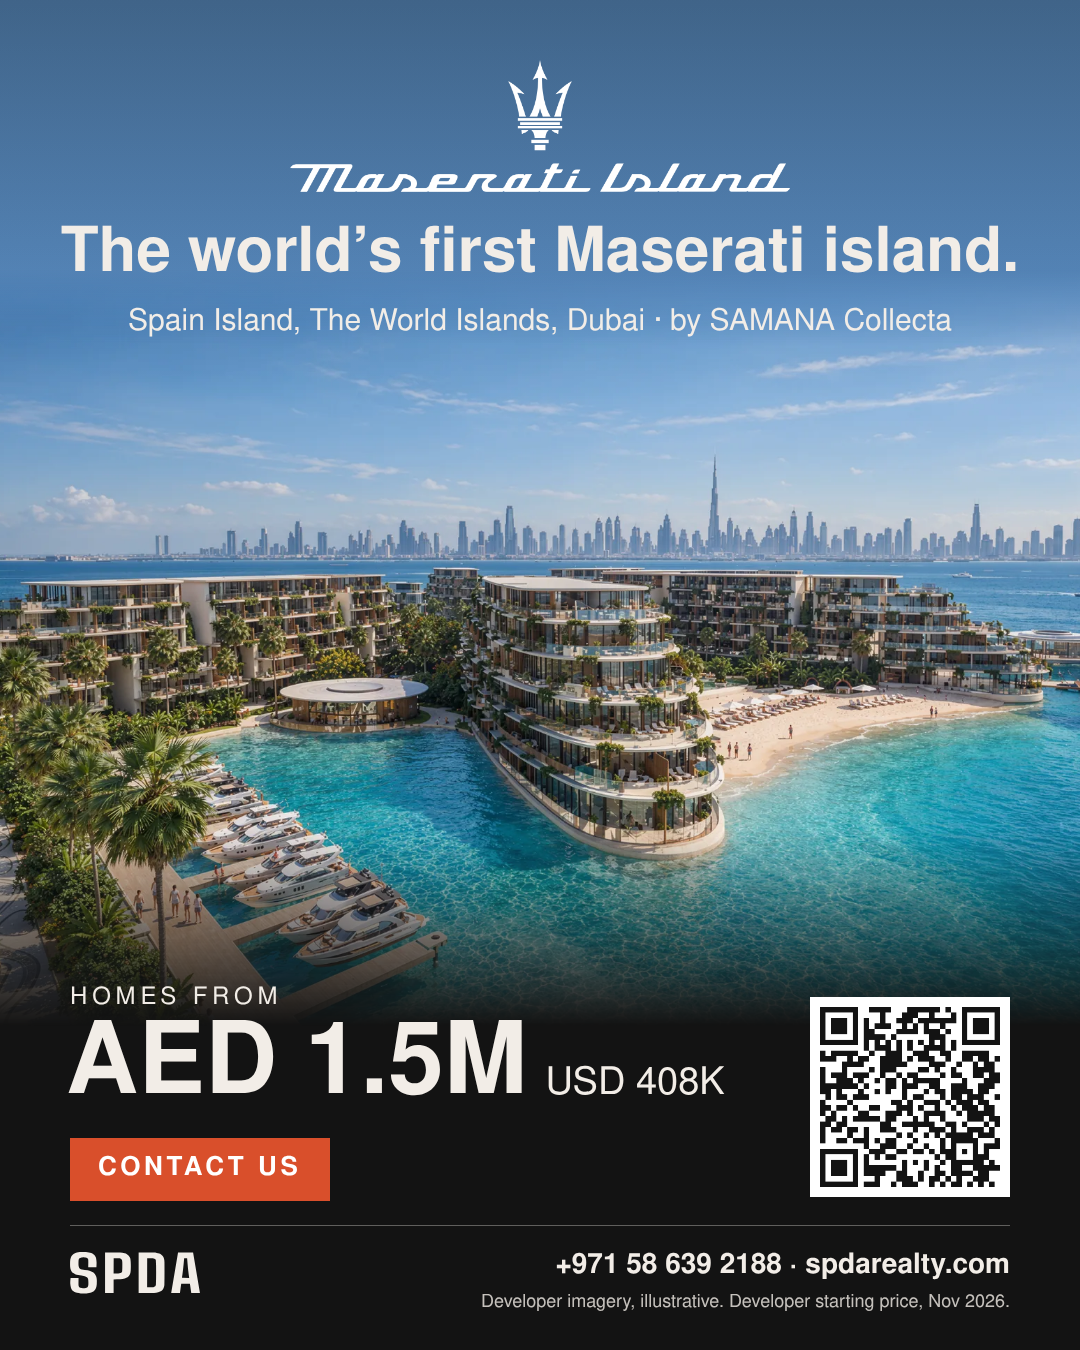 Maserati Island
The world’s first Maserati island.
Spain Island, The World Islands, Dubai · by SAMANA Collecta
HOMES FROM
AED 1.5M USD 408K
CONTACT US
SPDA
+971 58 639 2188 · spdarealty.com
Developer imagery, illustrative. Developer starting price, Nov 2026.